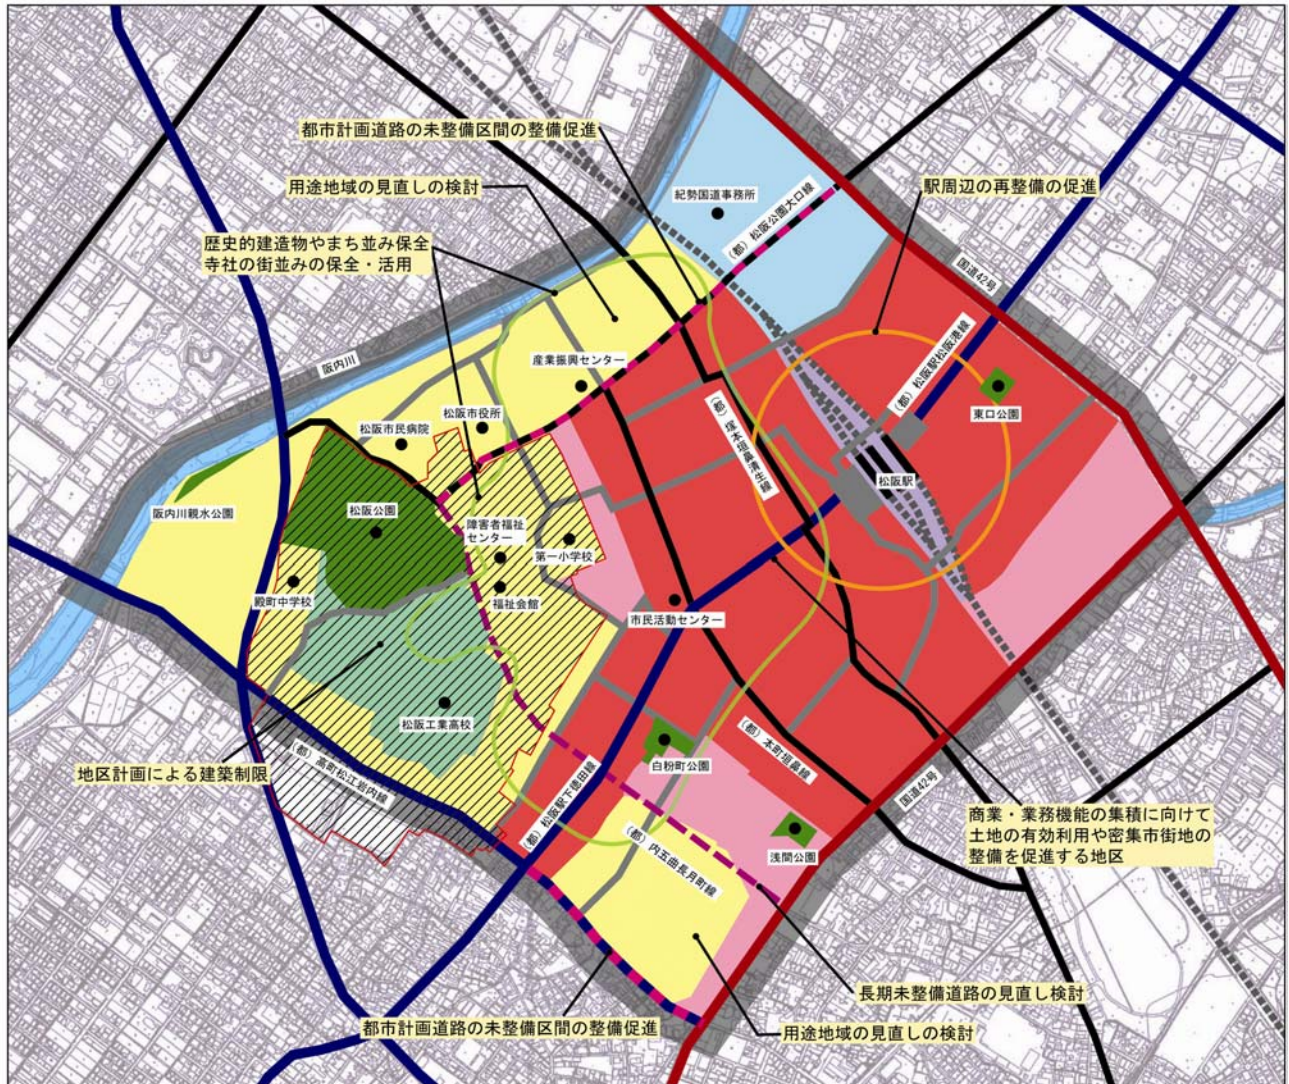 都市計画道路の未整備区間の整備促進
用途地域の見直しの検討
歴史的建造物やまち並み保全
寺社の街並みの保全・活用
紀勢国道事務所
(都)松阪公園大口線
駅周辺の再整備の促進
国道42号
阪内川
産業振興センター
(都)松阪駅松阪港線
東口公園
松阪市役所
松阪市民病院
(都)塚本垣鼻清生線
松阪駅
阪内川親水公園
松阪公園
障害者福祉
センター
第一小学校
殿町中学校
福祉会館
市民活動センター
松阪工業高校
(都)本町垣鼻線
白粉町公園
地区計画による建築制限
(都)高町松江岩内線
(都)松阪駅下徳田線
国道42号
商業・業務機能の集積に向けて
土地の有効利用や密集市街地の
整備を促進する地区
(都)内五曲長月町線
浅間公園
長期未整備道路の見直し検討
都市計画道路の未整備区間の整備促進
用途地域の見直しの検討